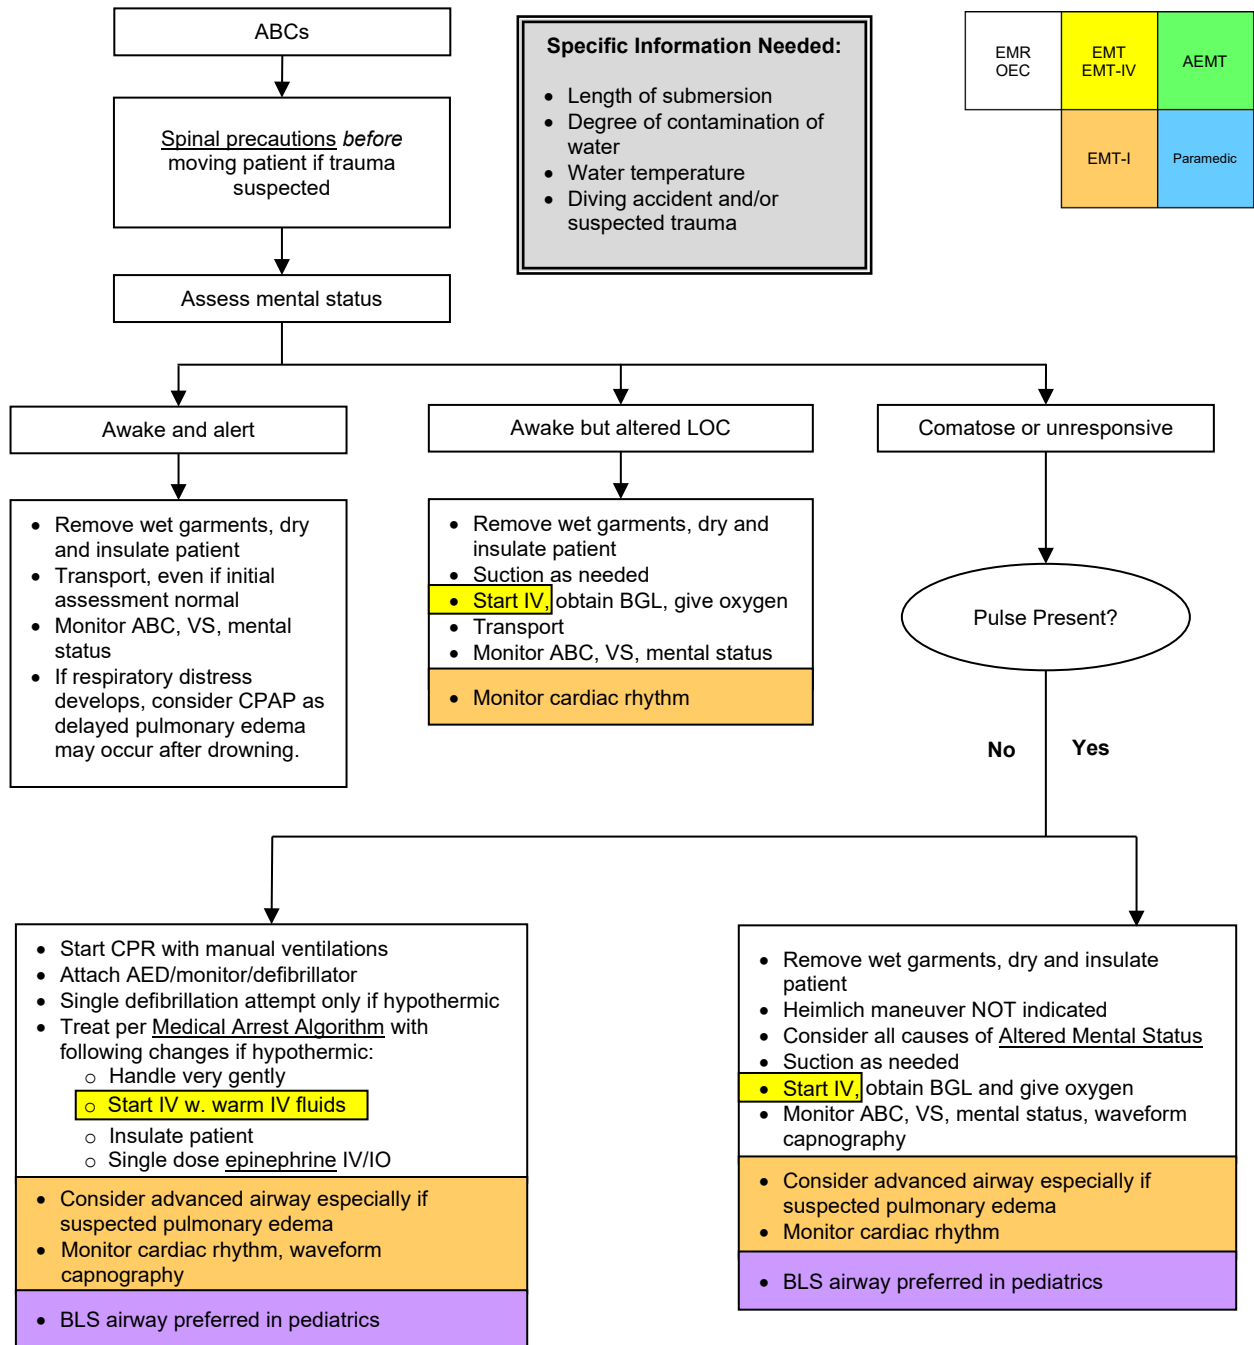 ABCs
Specific Information Needed:
• Length of submersion
• Degree of contamination of
water
• Water temperature
• Diving accident and/or
suspected trauma
EMR
OEC
EMT
EMT-IV
AEMT
EMT-I
Paramedic
Spinal precautions before
moving patient if trauma
suspected
Assess mental status
Awake and alert
Awake but altered LOC
Comatose or unresponsive
• Remove wet garments, dry
and insulate patient
• Transport, even if initial
assessment normal
• Monitor ABC, VS, mental
status
• If respiratory distress
develops, consider CPAP as
delayed pulmonary edema
may occur after drowning.
• Remove wet garments, dry and
insulate patient
• Suction as needed
• Start IV, obtain BGL, give oxygen
• Transport
• Monitor ABC, VS, mental status
• Monitor cardiac rhythm
Pulse Present?
No
Yes
• Start CPR with manual ventilations
• Attach AED/monitor/defibrillator
• Single defibrillation attempt only if hypothermic
• Treat per Medical Arrest Algorithm with
following changes if hypothermic:
o Handle very gently
o Start IV w. warm IV fluids
o Insulate patient
o Single dose epinephrine IV/IO
• Consider advanced airway especially if
suspected pulmonary edema
• Monitor cardiac rhythm, waveform
capnography
• BLS airway preferred in pediatrics
• Remove wet garments, dry and insulate
patient
• Heimlich maneuver NOT indicated
• Consider all causes of Altered Mental Status
• Suction as needed
• Start IV, obtain BGL and give oxygen
• Monitor ABC, VS, mental status, waveform
capnography
• Consider advanced airway especially if
suspected pulmonary edema
• Monitor cardiac rhythm
• BLS airway preferred in pediatrics